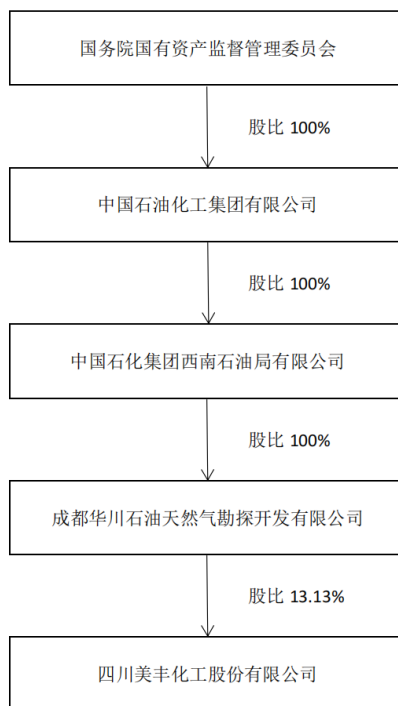 国务院国有资产监督管理委员会
股比 100%
中国石油化工集团有限公司
股比 100%
中国石化集团西南石油局有限公司
股比 100%
成都华川石油天然气勘探开发有限公司
股比 13.13%
四川美丰化工股份有限公司